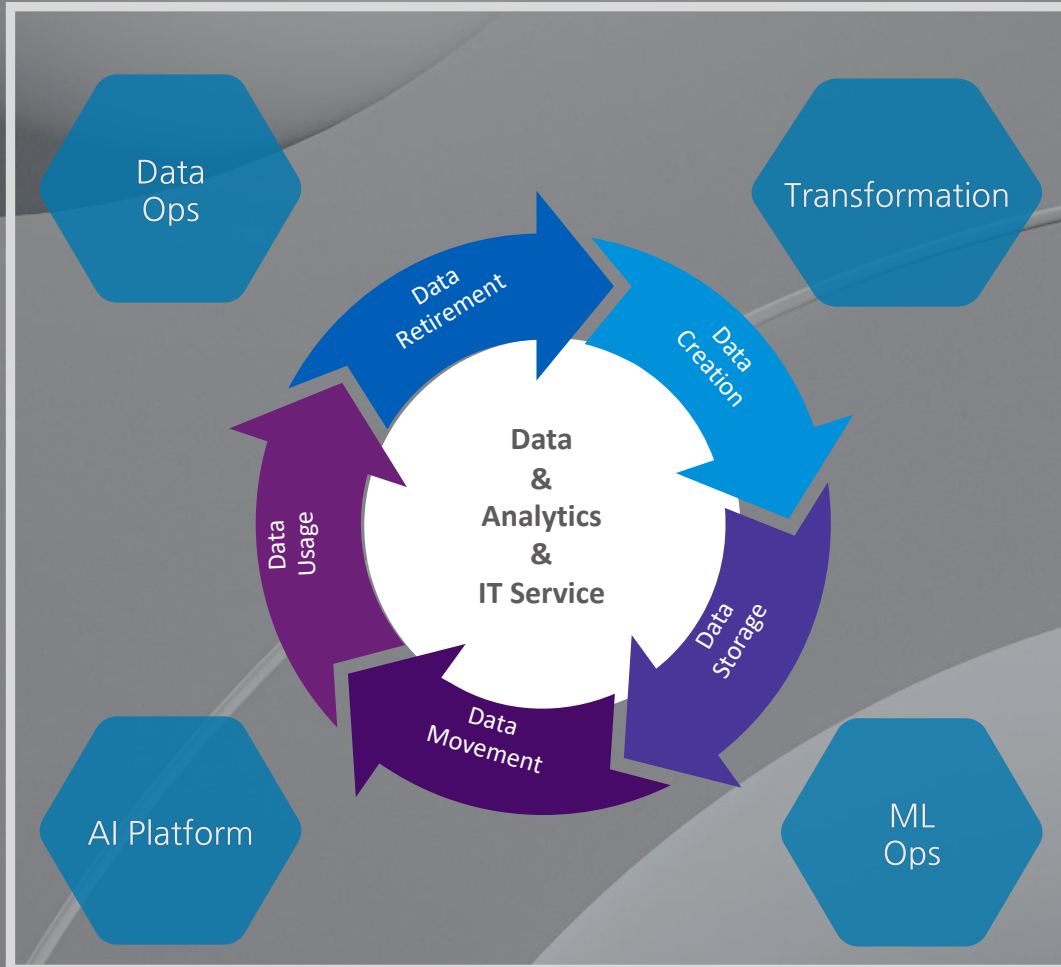 Data
Ops
Transformation
Data
Retirement
Data
Creation
Data
&
Analytics
&
IT Service
Data
Usage
Data
Storage
Data
Movement
AI Platform
ML
Ops